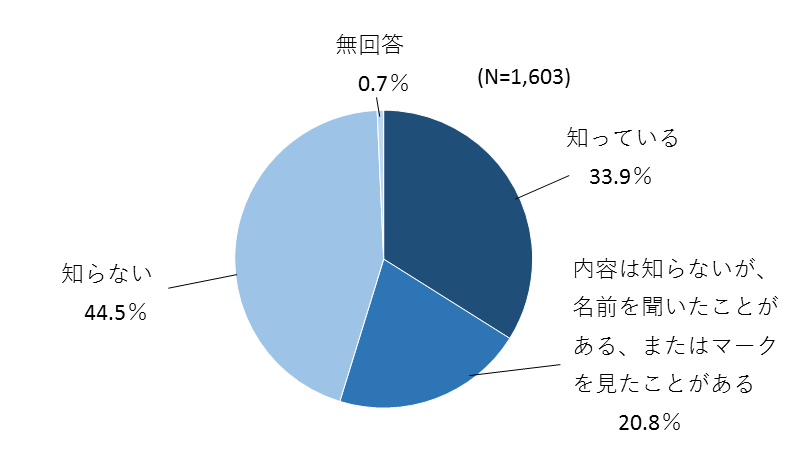 無回答
0.7%
(N=1,603)
知っている
33.9%
内容は知らないが、
名前を聞いたことが
ある、またはマーク
を見たことがある
20.8%
知らない
44.5%